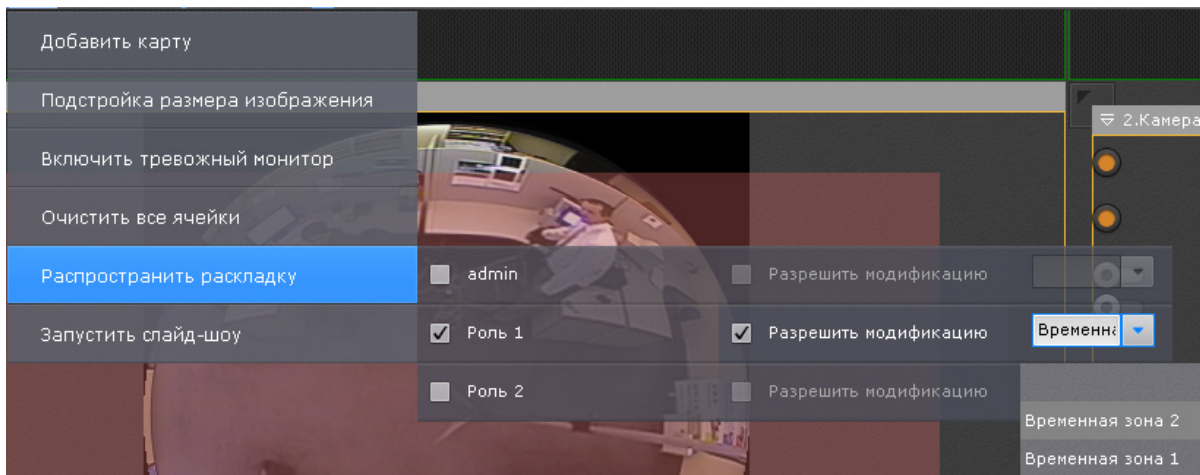 Добавить карту
Подстройка размера изображения
2.Камера
Включить тревожный монитор
Очистить все ячейки
Распространить раскладку
admin
Разрешить модификацию
Запустить слайд-шоу
Роль 1
Разрешить модификацию
Временна
Роль 2
Разрешить модификацию
Временная зона 2
Временная зона 1